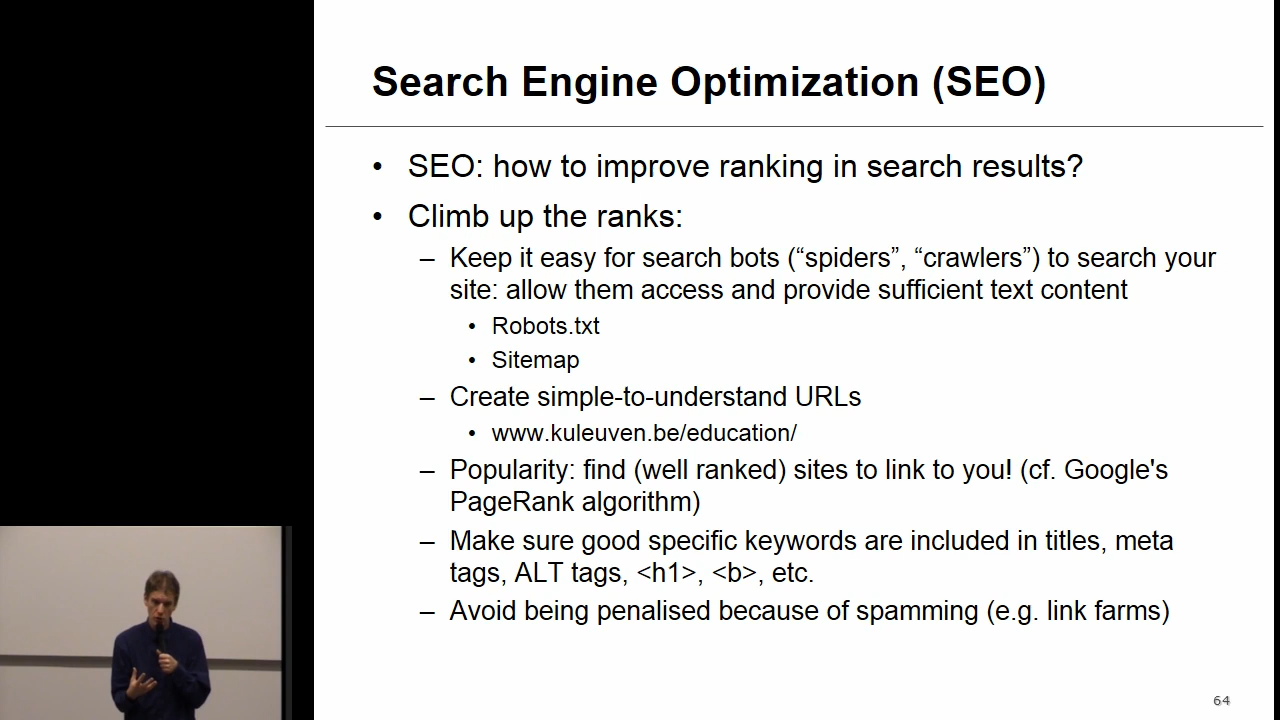 Search Engine Optimization (SEO)
• SEO: how to improve ranking in search results?
• Climb up the ranks:
– Keep it easy for search bots (“spiders”, “crawlers”) to search your
site: allow them access and provide sufficient text content
• Robots.txt
• Sitemap
– Create simple-to-understand URLs
• www.kuleuven.be/education/
– Popularity: find (well ranked) sites to link to you! (cf. Google's
PageRank algorithm)
– Make sure good specific keywords are included in titles, meta
tags, ALT tags, <h1>, <b>, etc.
– Avoid being penalised because of spamming (e.g. link farms)
64